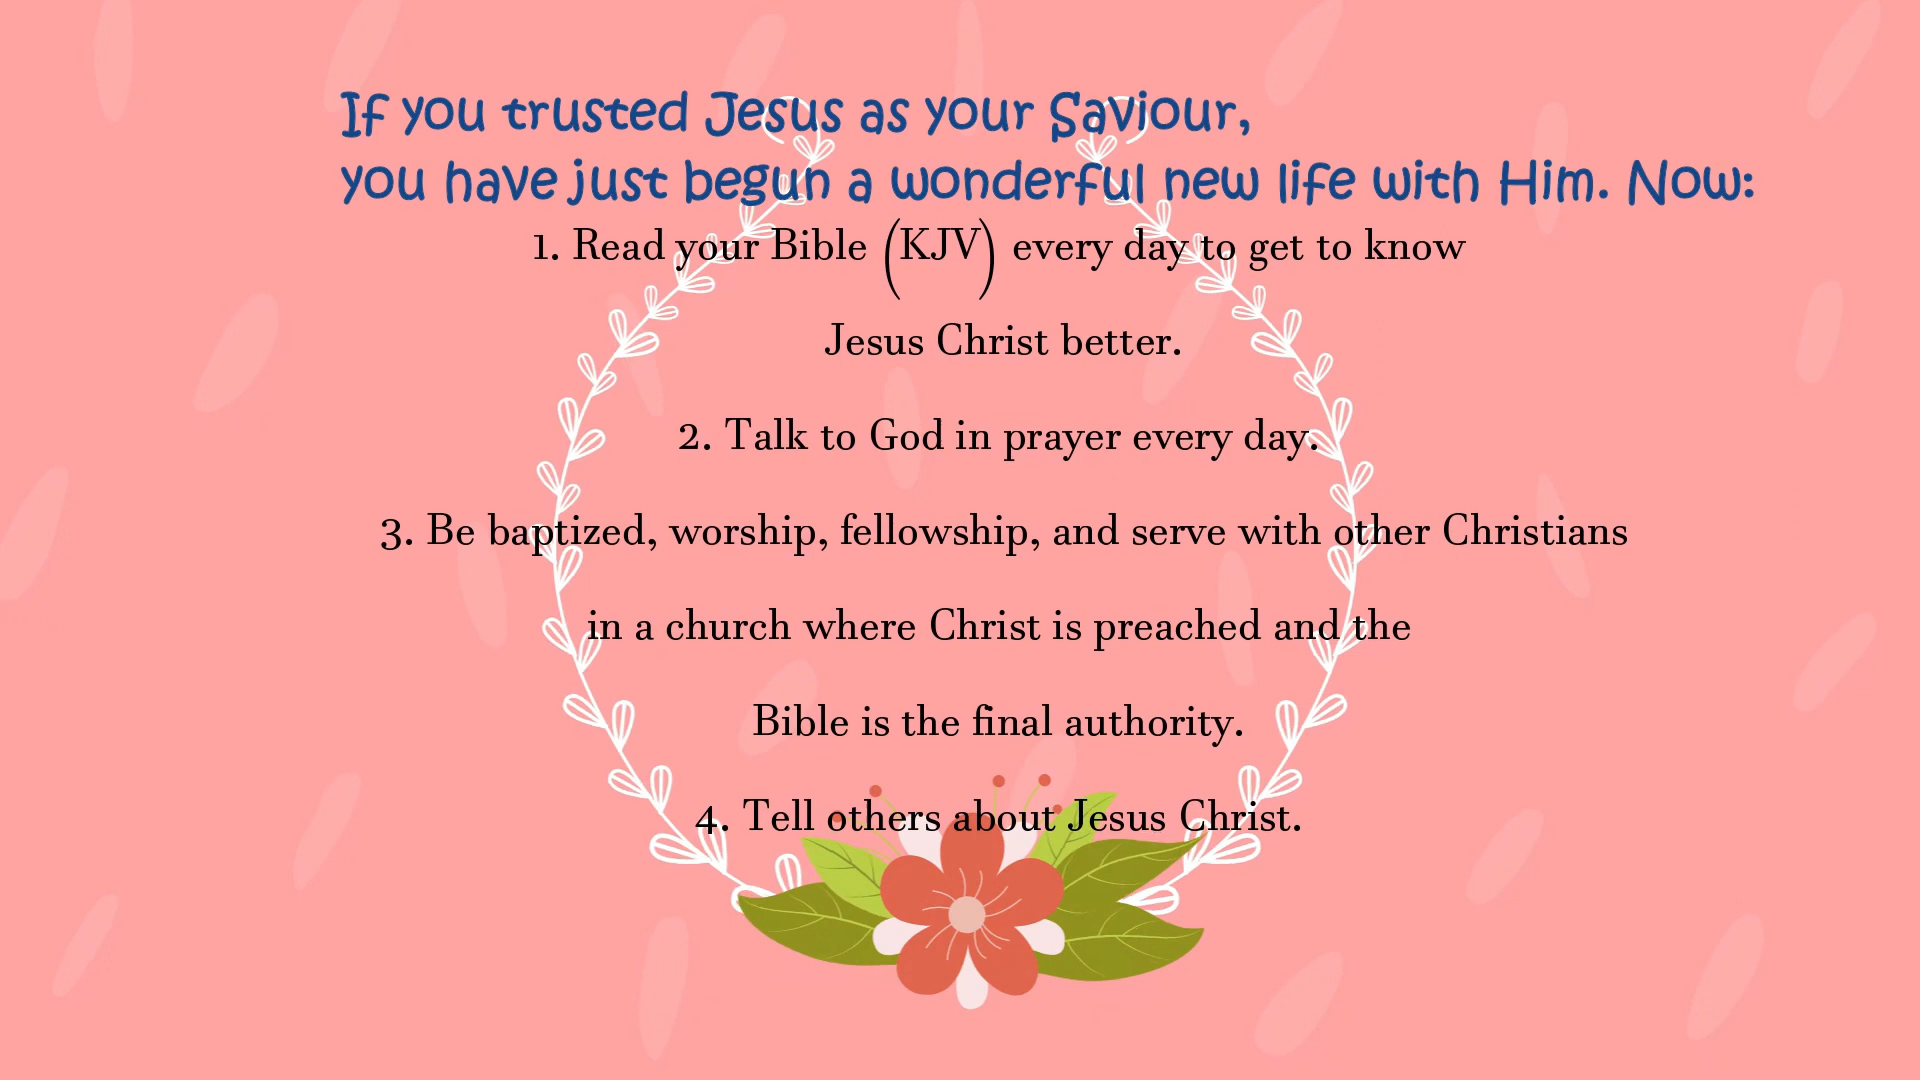 If you trusted Jesus as your Saviour,
you have just begun a wonderful new life with Him. Now:
1. Read your Bible (KJV) every day to get to know
Jesus Christ better.
2. Talk to God in prayer every day.
3. Be baptized, worship, fellowship, and serve with other Christians
in a church where Christ is preached and the
Bible is the final authority.
4. Tell others about Jesus Christ.